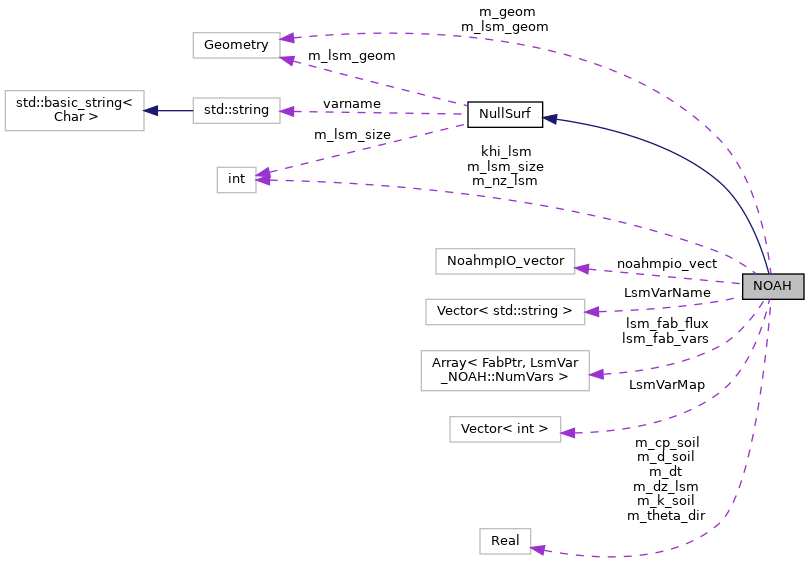 m_geom
m_lsm_geom
Geometry
m_lsm_geom
std::basic_string<
Char >
std::string
varname
NullSurf
m_lsm_size
int
khi_lsm
m_lsm_size
m_nz_lsm
NoahmpIO_vector
noahmpio_vect
NOAH
LsmVarName
Vector< std::string >
lsm_fab_flux
lsm_fab_vars
Array< FabPtr, LsmVar
_NOAH::NumVars >
LsmVarMap
Vector< int >
m_cp_soil
m_d_soil
m_dt
m_dz_lsm
m_k_soil
m_theta_dir
Real